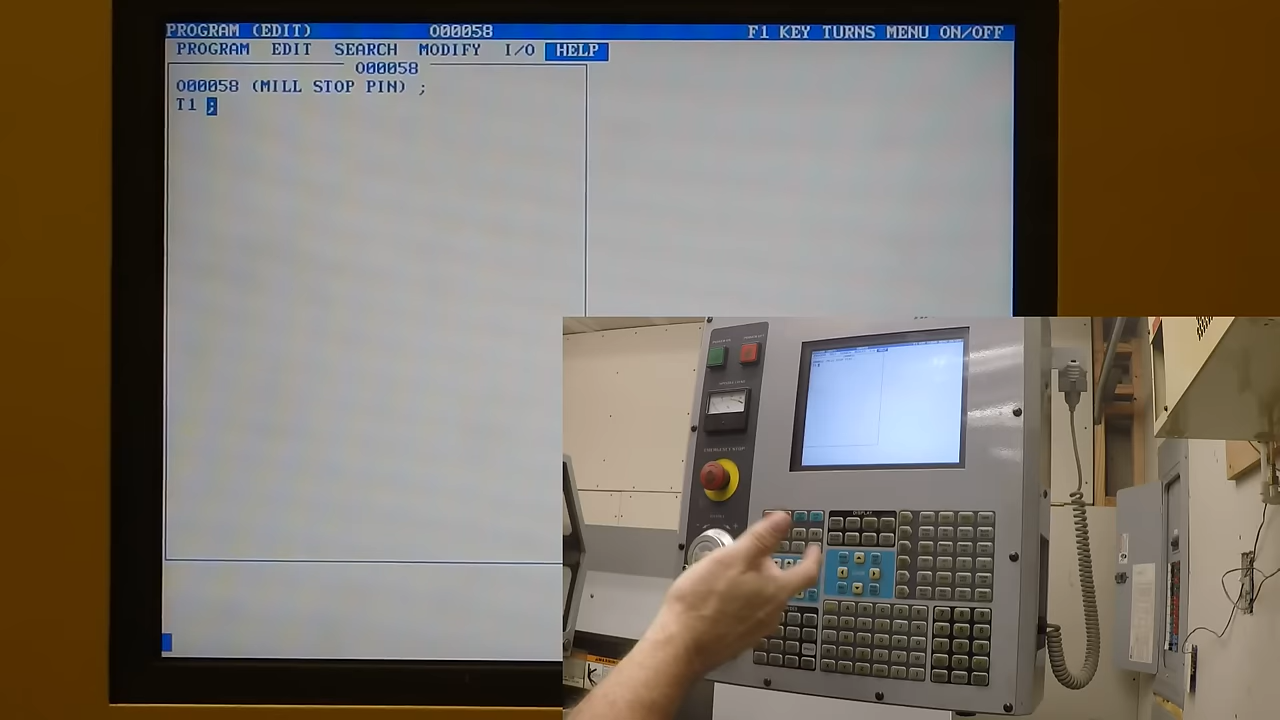 PROGRAM (EDIT) O00058 F1 KEY TURNS MENU ON/OFF
PROGRAM EDIT SEARCH MODIFY I/O HELP
O00058
O00058 (MILL STOP PIN) ;
T1 ;
DISPLAY